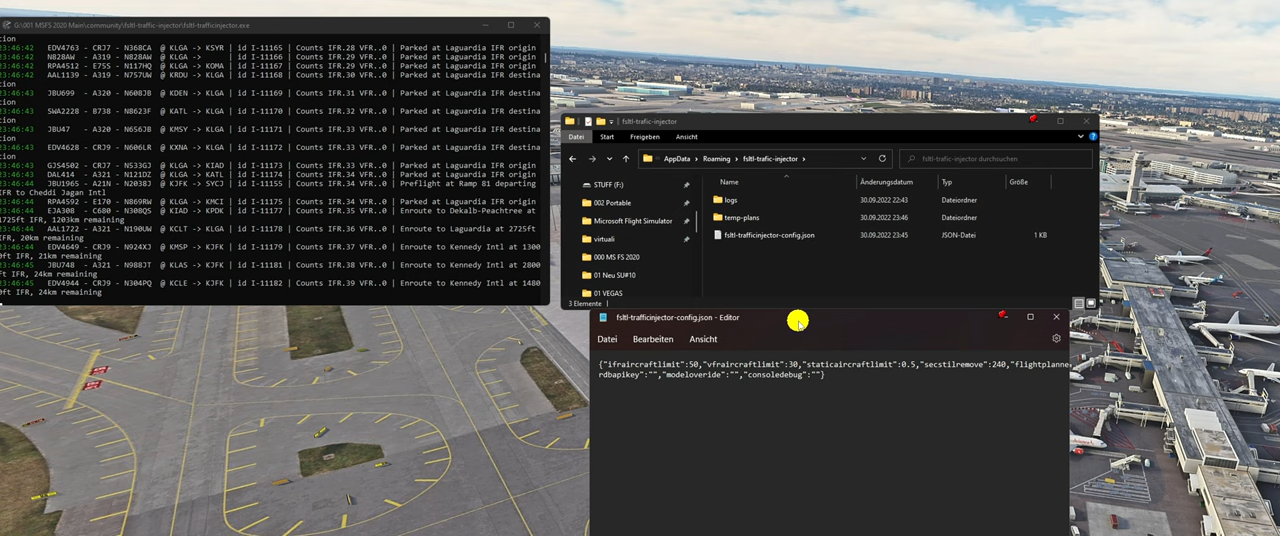 G:\001 MSFS 2020 Main\community\fsltl-traffic-injector\fsltl-trafficinjector.exe
tion
23:46:42 EDV4763 - CRJ7 - N368CA @ KLGA -> KSYR | id I-11165 | Counts IFR.28 VFR..0 | Parked at Laguardia IFR origin
23:46:42 N828AW - A319 - N828AW @ KLGA -> | id I-11166 | Counts IFR.29 VFR..0 | Parked at Laguardia IFR origin
23:46:42 RPA4512 - E75S - N117HQ @ KLGA -> KOMA | id I-11167 | Counts IFR.29 VFR..0 | Parked at Laguardia IFR origin
23:46:42 AAL1139 - A319 - N757UW @ KRDU -> KLGA | id I-11168 | Counts IFR.30 VFR..0 | Parked at Laguardia IFR destina
tion
23:46:43 JBU699 - A320 - N608JB @ KDEN -> KLGA | id I-11169 | Counts IFR.31 VFR..0 | Parked at Laguardia IFR destina
tion
23:46:43 SWA2228 - B738 - N8623F @ KATL -> KLGA | id I-11170 | Counts IFR.32 VFR..0 | Parked at Laguardia IFR destina
tion
23:46:43 JBU47 - A320 - N656JB @ KMSY -> KLGA | id I-11171 | Counts IFR.33 VFR..0 | Parked at Laguardia IFR destina
tion
23:46:43 EDV4628 - CRJ9 - N606LR @ KXNA -> KLGA | id I-11172 | Counts IFR.33 VFR..0 | Parked at Laguardia IFR destina
tion
23:46:43 GJS4502 - CRJ7 - N533GJ @ KLGA -> KIAD | id I-11173 | Counts IFR.33 VFR..0 | Parked at Laguardia IFR origin
23:46:43 DAL414 - A321 - N121DZ @ KLGA -> KATL | id I-11174 | Counts IFR.33 VFR..0 | Parked at Laguardia IFR origin
23:46:44 JBU1965 - A21N - N2038J @ KJFK -> SYCJ | id I-11155 | Counts IFR.34 VFR..0 | Preflight at Ramp 81 departing
IFR to Cheddi Jagan Intl
23:46:44 RPA4592 - E170 - N869RW @ KLGA -> KMCI | id I-11175 | Counts IFR.34 VFR..0 | Parked at Laguardia IFR origin
23:46:44 EJA308 - C680 - N308QS @ KIAD -> KPDK | id I-11177 | Counts IFR.35 VFR..0 | Enroute to Dekalb-Peachtree at
1725ft IFR, 1203km remaining
23:46:44 AAL1722 - A321 - N190UW @ KCLT -> KLGA | id I-11178 | Counts IFR.36 VFR..0 | Enroute to Laguardia at 2725ft
IFR, 20km remaining
23:46:44 EDV4649 - CRJ9 - N924XJ @ KMSP -> KJFK | id I-11179 | Counts IFR.37 VFR..0 | Enroute to Kennedy Intl at 1300
0ft IFR, 21km remaining
23:46:45 JBU748 - A321 - N988JT @ KLAS -> KJFK | id I-11181 | Counts IFR.38 VFR..0 | Enroute to Kennedy Intl at 2800
ft IFR, 24km remaining
23:46:45 EDV4944 - CRJ9 - N304PQ @ KCLE -> KJFK | id I-11182 | Counts IFR.39 VFR..0 | Enroute to Kennedy Intl at 1480
0ft IFR, 24km remaining
fsltl-trafic-injector
Datei Start Freigeben Ansicht
AppData Roaming fsltl-trafic-injector
fsltl-trafic-injector durchsuchen
Name Änderungsdatum Typ Größe
STUFF (F:)
002 Portable
Microsoft Flight Simulator
virtuali
000 MS FS 2020
01 Neu SU#10
01 VEGAS
logs 30.09.2022 22:43 Dateiordner
temp-plans 30.09.2022 23:46 Dateiordner
fsltl-trafficinjector-config.json 30.09.2022 23:45 JSON-Datei 1 KB
3 Elemente
fsltl-trafficinjector-config.json - Editor
Datei Bearbeiten Ansicht
{"ifraircraftlimit":50,"vfraircraftlimit":30,"staticaircraftlimit":0.5,"secstilremove":240,"flightplanne
rdbapikey":"","modeloveride":"","consoledebug":""}